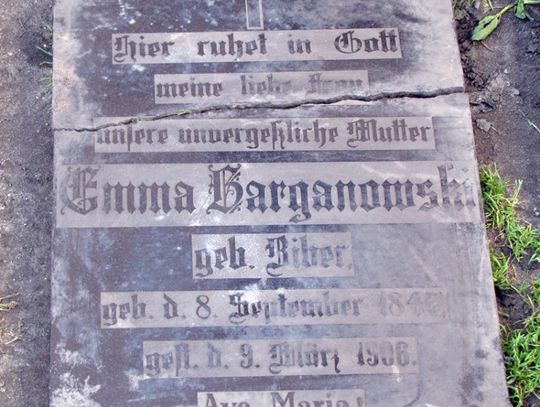 Hier ruhet in Gott
meine liebe Frau
unsere unvergeßliche Mutter
Emma Garganowski
geb. Biber,
geb. d. 8. September
gest. d. 9. März 1906.
Ave Maria!